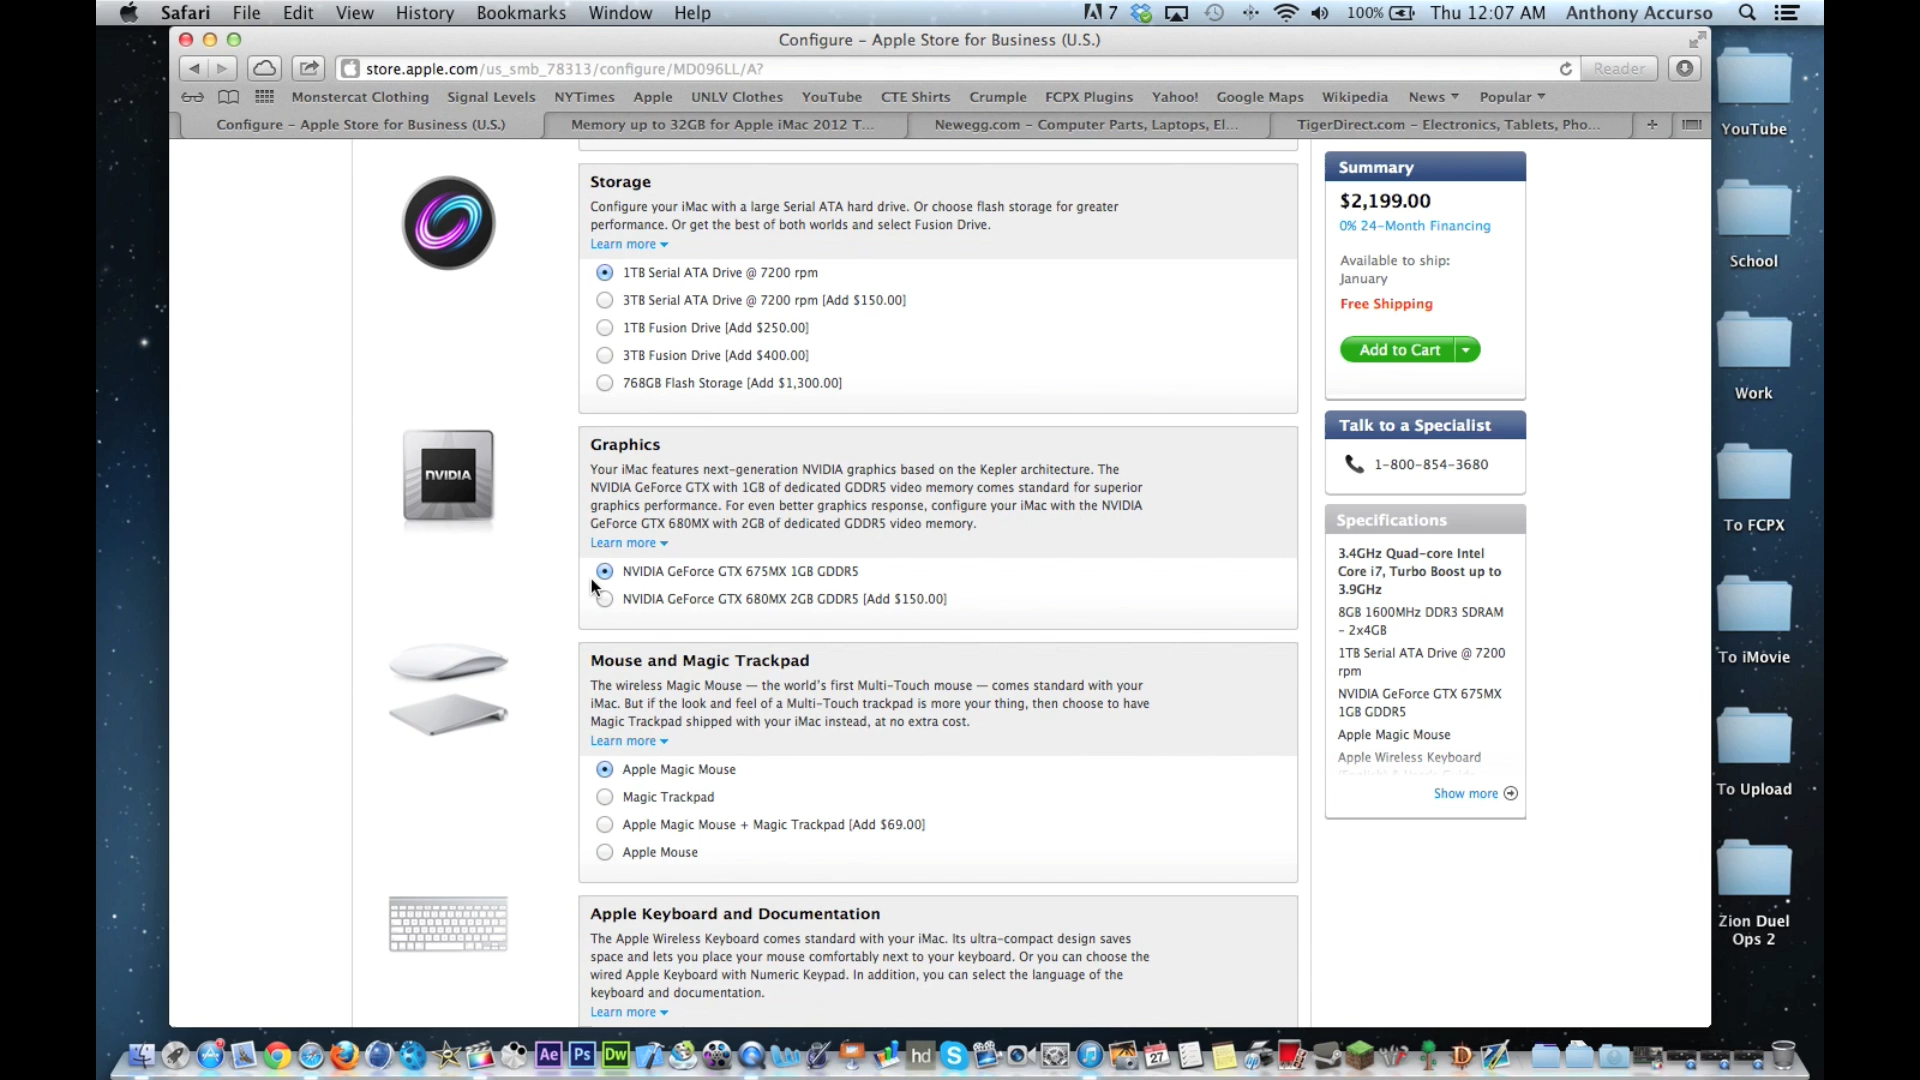 Safari File Edit View History Bookmarks Window Help 7 100% Thu 12:07 AM Anthony Accurso
Configure – Apple Store for Business (U.S.)
store.apple.com/us_smb_78313/configure/MD096LL/A? Reader
Monstercat Clothing Signal Levels NYTimes Apple UNLV Clothes YouTube CTE Shirts Crumple FCPX Plugins Yahoo! Google Maps Wikipedia News Popular
Configure – Apple Store for Business (U.S.) Memory up to 32GB for Apple iMac 2012 T... Newegg.com – Computer Parts, Laptops, El... TigerDirect.com – Electronics, Tablets, Pho...
Storage
Configure your iMac with a large Serial ATA hard drive. Or choose flash storage for greater
performance. Or get the best of both worlds and select Fusion Drive.
Learn more
1TB Serial ATA Drive @ 7200 rpm
3TB Serial ATA Drive @ 7200 rpm [Add $150.00]
1TB Fusion Drive [Add $250.00]
3TB Fusion Drive [Add $400.00]
768GB Flash Storage [Add $1,300.00]
NVIDIA
Graphics
Your iMac features next-generation NVIDIA graphics based on the Kepler architecture. The
NVIDIA GeForce GTX with 1GB of dedicated GDDR5 video memory comes standard for superior
graphics performance. For even better graphics response, configure your iMac with the NVIDIA
GeForce GTX 680MX with 2GB of dedicated GDDR5 video memory.
Learn more
NVIDIA GeForce GTX 675MX 1GB GDDR5
NVIDIA GeForce GTX 680MX 2GB GDDR5 [Add $150.00]
Mouse and Magic Trackpad
The wireless Magic Mouse — the world's first Multi-Touch mouse — comes standard with your
iMac. But if the look and feel of a Multi-Touch trackpad is more your thing, then choose to have
Magic Trackpad shipped with your iMac instead, at no extra cost.
Learn more
Apple Magic Mouse
Magic Trackpad
Apple Magic Mouse + Magic Trackpad [Add $69.00]
Apple Mouse
Apple Keyboard and Documentation
The Apple Wireless Keyboard comes standard with your iMac. Its ultra-compact design saves
space and lets you place your mouse comfortably next to your keyboard. Or you can choose the
wired Apple Keyboard with Numeric Keypad. In addition, you can select the language of the
keyboard and documentation.
Learn more
Summary
$2,199.00
0% 24-Month Financing
Available to ship:
January
Free Shipping
Add to Cart
Talk to a Specialist
1-800-854-3680
Specifications
3.4GHz Quad-core Intel
Core i7, Turbo Boost up to
3.9GHz
8GB 1600MHz DDR3 SDRAM
– 2x4GB
1TB Serial ATA Drive @ 7200
rpm
NVIDIA GeForce GTX 675MX
1GB GDDR5
Apple Magic Mouse
Apple Wireless Keyboard
Show more
YouTube
School
Work
To FCPX
To iMovie
To Upload
Zion Duel
Ops 2
Ae Ps Dw hd 27